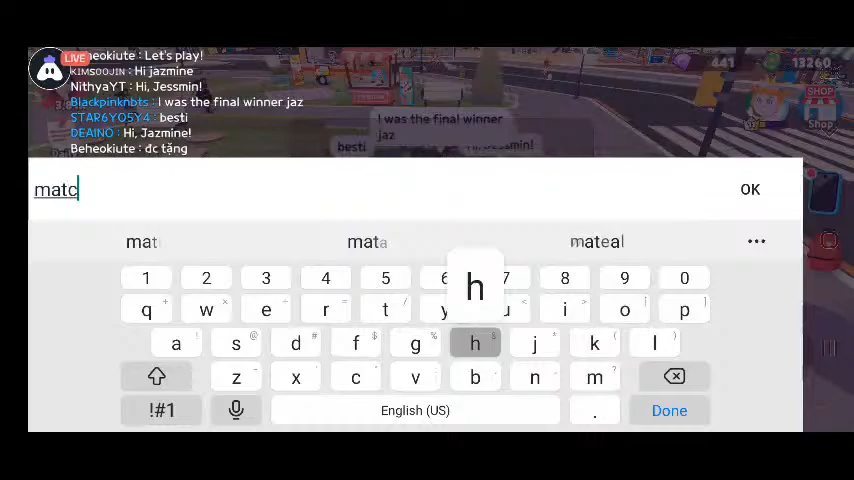 Beheokiute : Let's play!
LIVE
KIMSOOJIN : Hi jazmine
NithyaYT : Hi, Jessmin!
Blackpinknbts : I was the final winner jaz
STAR6YO5Y4 : besti
DEAINO : Hi, Jazmine!
Beheokiute : đc tặng
441
13260
SHOP
Shop
I was the final winner
jaz
besti
Hi, Jessmin!
matc
OK
mat
mata
mateal
•••
h
1 2 3 4 5 6 7 8 9 0
q w e r t y u i o p
a s d f g h j k l
z x c v b n m
!#1
English (US)
.
Done